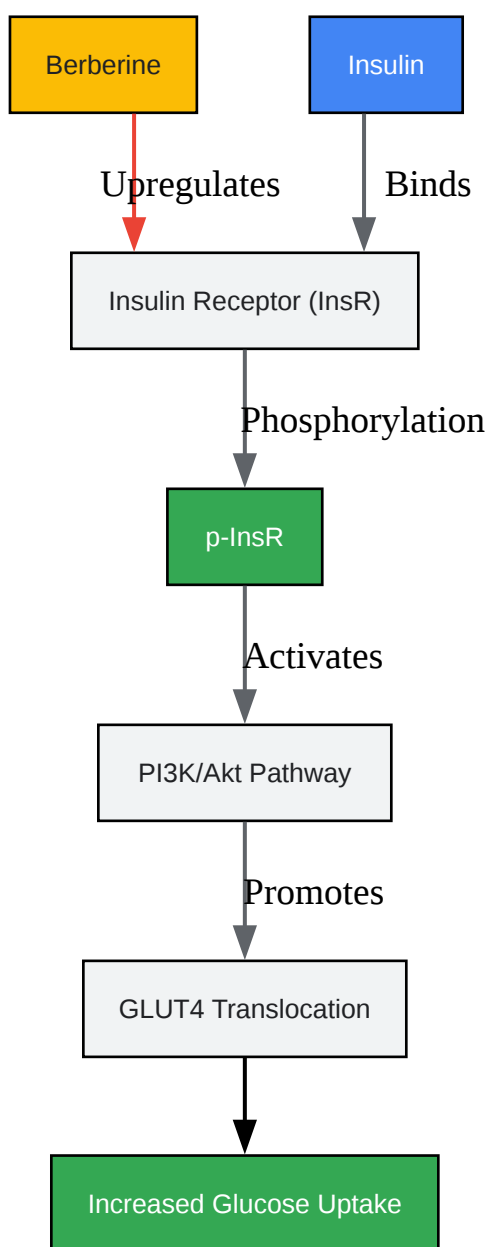 Berberine
Insulin
Upregulates
Binds
Insulin Receptor (InsR)
Phosphorylation
p-InsR
Activates
PI3K/Akt Pathway
Promotes
GLUT4 Translocation
Increased Glucose Uptake